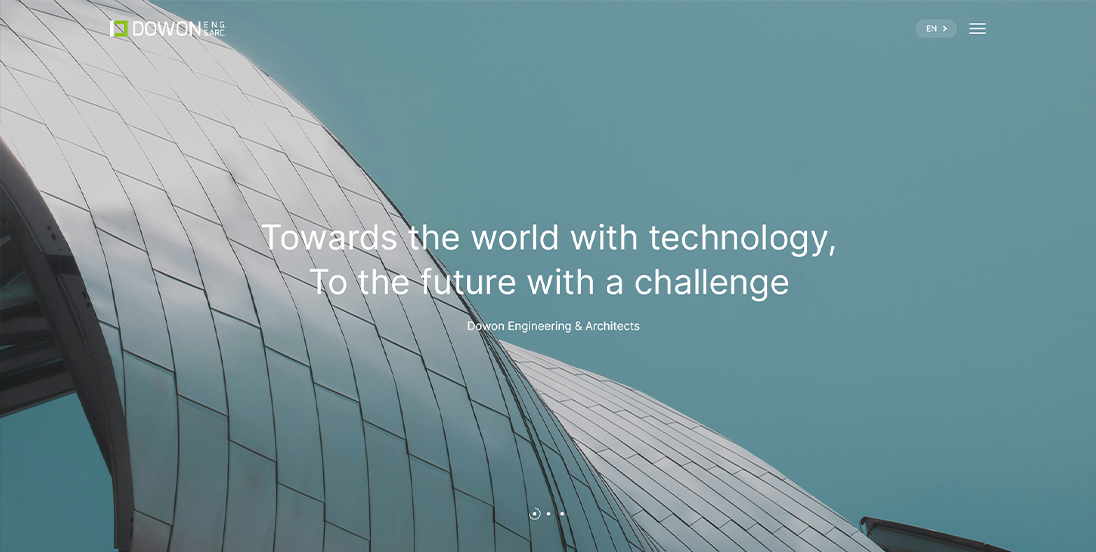 DOWON ENG. &ARC.
EN
Towards the world with technology,
To the future with a challenge
Dowon Engineering & Architects